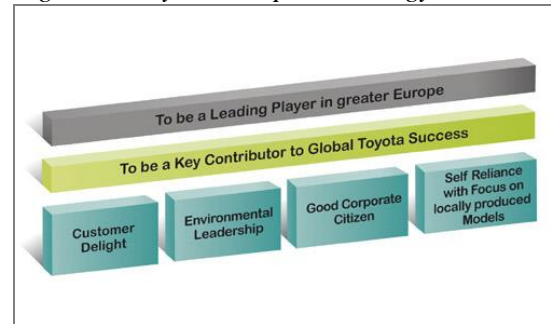 To be a Leading Player in greater Europe
To be a Key Contributor to Global Toyota Success
Customer
Delight
Environmental
Leadership
Good Corporate
Citizen
Self Reliance
with Focus on
locally produced
Models